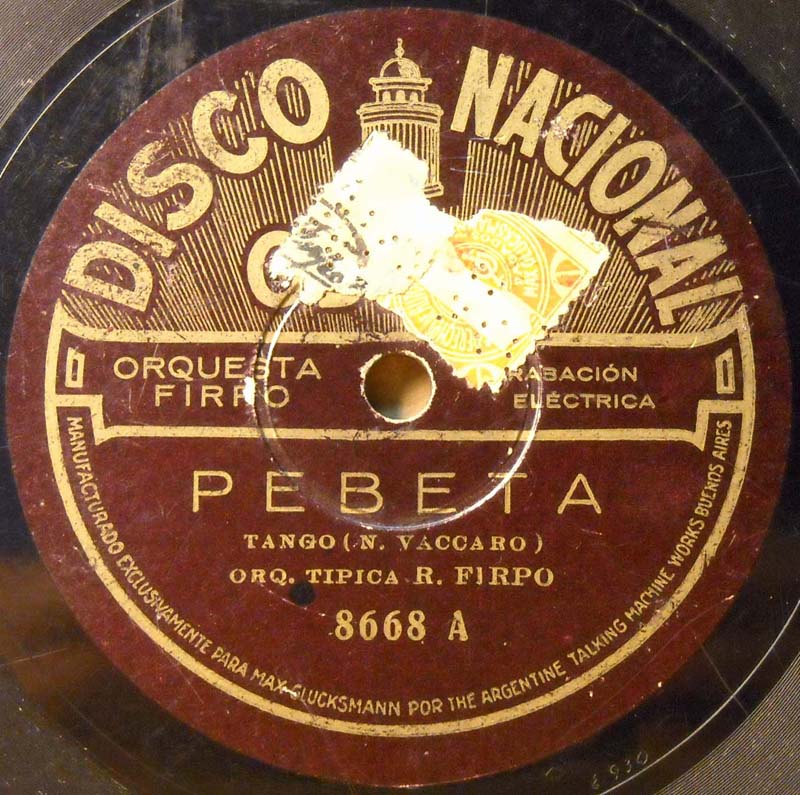 DISCO NACIONAL
ORQUESTA
FIRPO
RABACIÓN
ELÉCTRICA
PEBETA
TANGO (N. VACCARO)
ORQ. TIPICA R. FIRPO
8668 A
MANUFACTURADO EXCLUSIVAMENTE PARA MAX GLUCKSMANN POR THE ARGENTINE TALKING MACHINE WORKS BUENOS AIRES